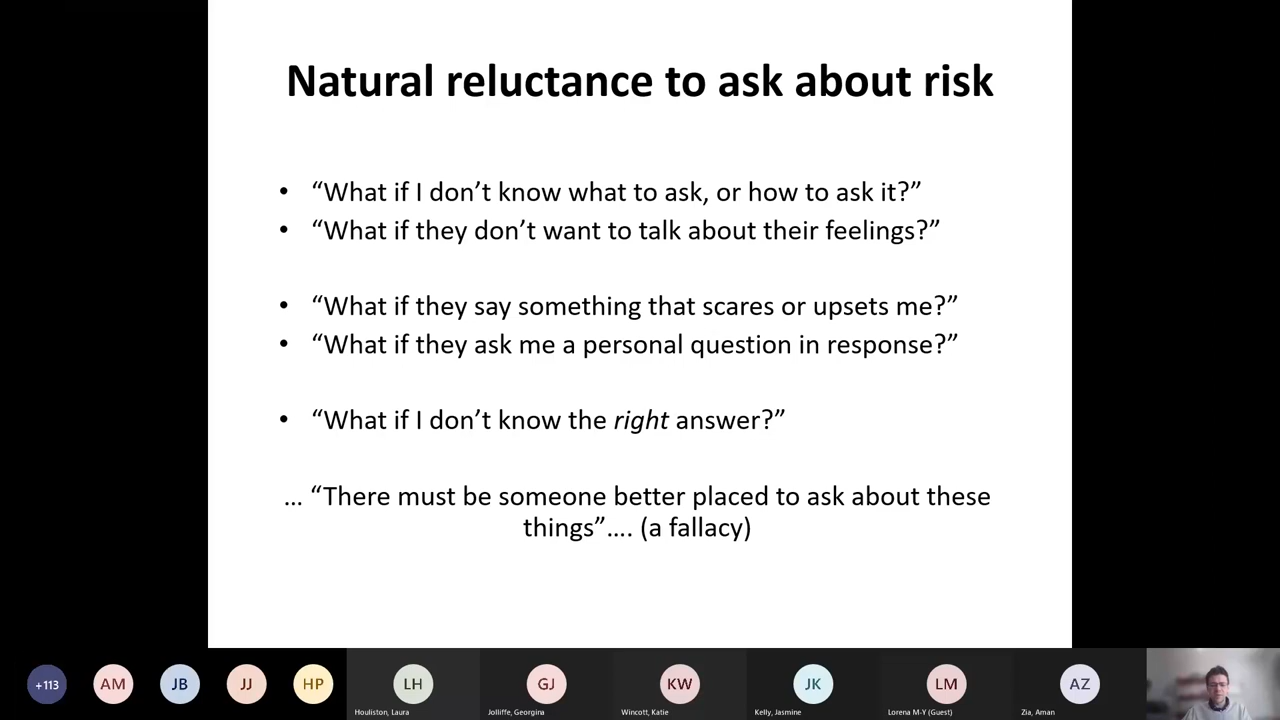 Natural reluctance to ask about risk
• “What if I don’t know what to ask, or how to ask it?”
• “What if they don’t want to talk about their feelings?”
• “What if they say something that scares or upsets me?”
• “What if they ask me a personal question in response?”
• “What if I don’t know the right answer?”
... “There must be someone better placed to ask about these
things”.... (a fallacy)
+113
AM
JB
JJ
HP
LH
GJ
KW
JK
LM
AZ
Houliston, Laura
Jolliffe, Georgina
Wincott, Katie
Kelly, Jasmine
Lorena M-Y (Guest)
Zia, Aman